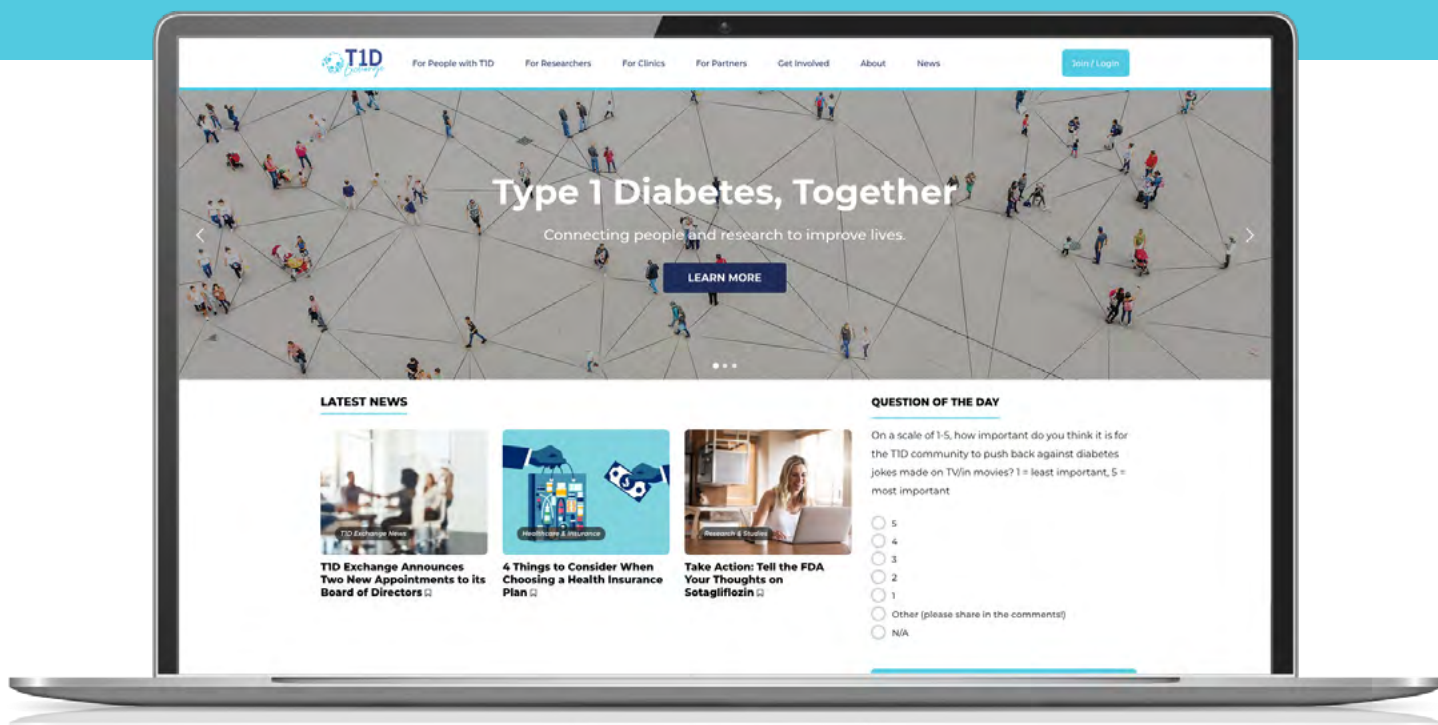 T1D
Exchange
For People with T1D
For Researchers
For Clinics
For Partners
Get Involved
About
News
Join / Login
Type 1 Diabetes, Together
Connecting people and research to improve lives.
LEARN MORE
LATEST NEWS
T1D Exchange News
T1D Exchange Announces
Two New Appointments to its
Board of Directors
Healthcare & Insurance
4 Things to Consider When
Choosing a Health Insurance
Plan
Research & Studies
Take Action: Tell the FDA
Your Thoughts on
Sotagliflozin
QUESTION OF THE DAY
On a scale of 1-5, how important do you think it is for
the T1D community to push back against diabetes
jokes made on TV/in movies? 1 = least important, 5 =
most important
5
4
3
2
1
Other (please share in the comments!)
N/A